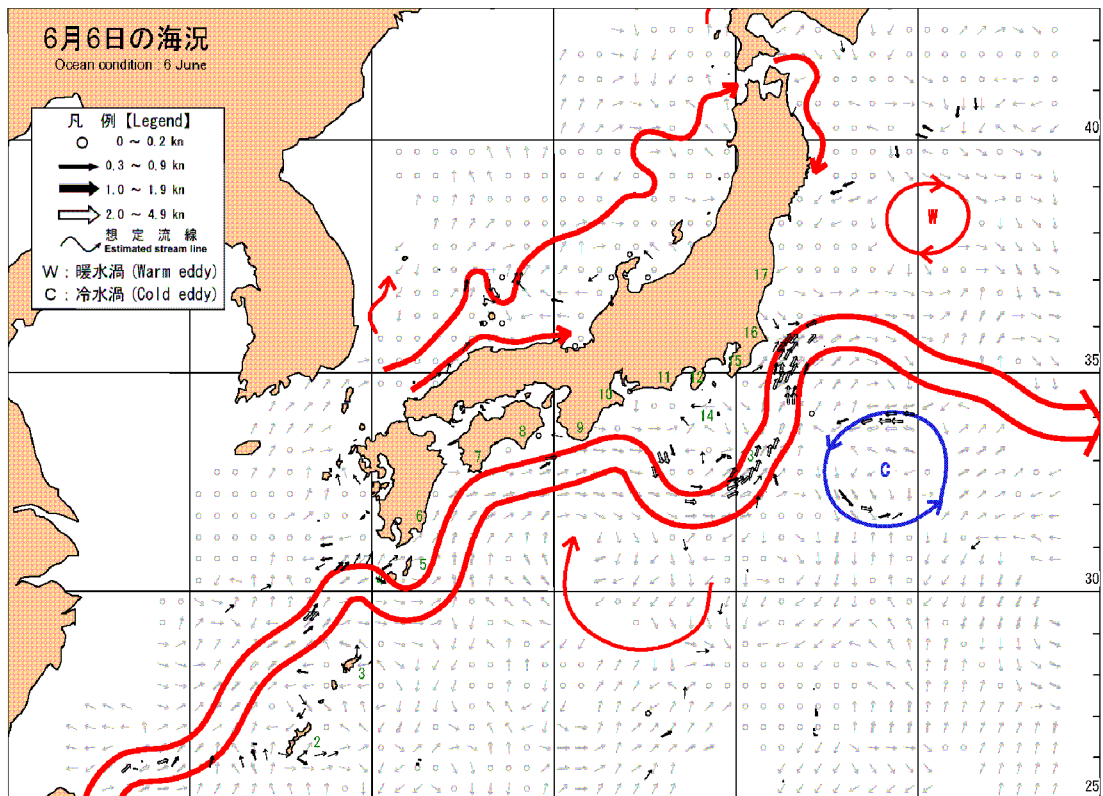 6月6日の海況
Ocean condition : 6 June
凡 例【Legend】
0 ～ 0.2 kn
0.3 ～ 0.9 kn
1.0 ～ 1.9 kn
2.0 ～ 4.9 kn
想 定 流 線
Estimated stream line
W : 暖水渦 (Warm eddy)
C : 冷水渦 (Cold eddy)
40
W
17
16
35
15
12
11
10
14
9
8
7
C
6
5
30
3
2
25